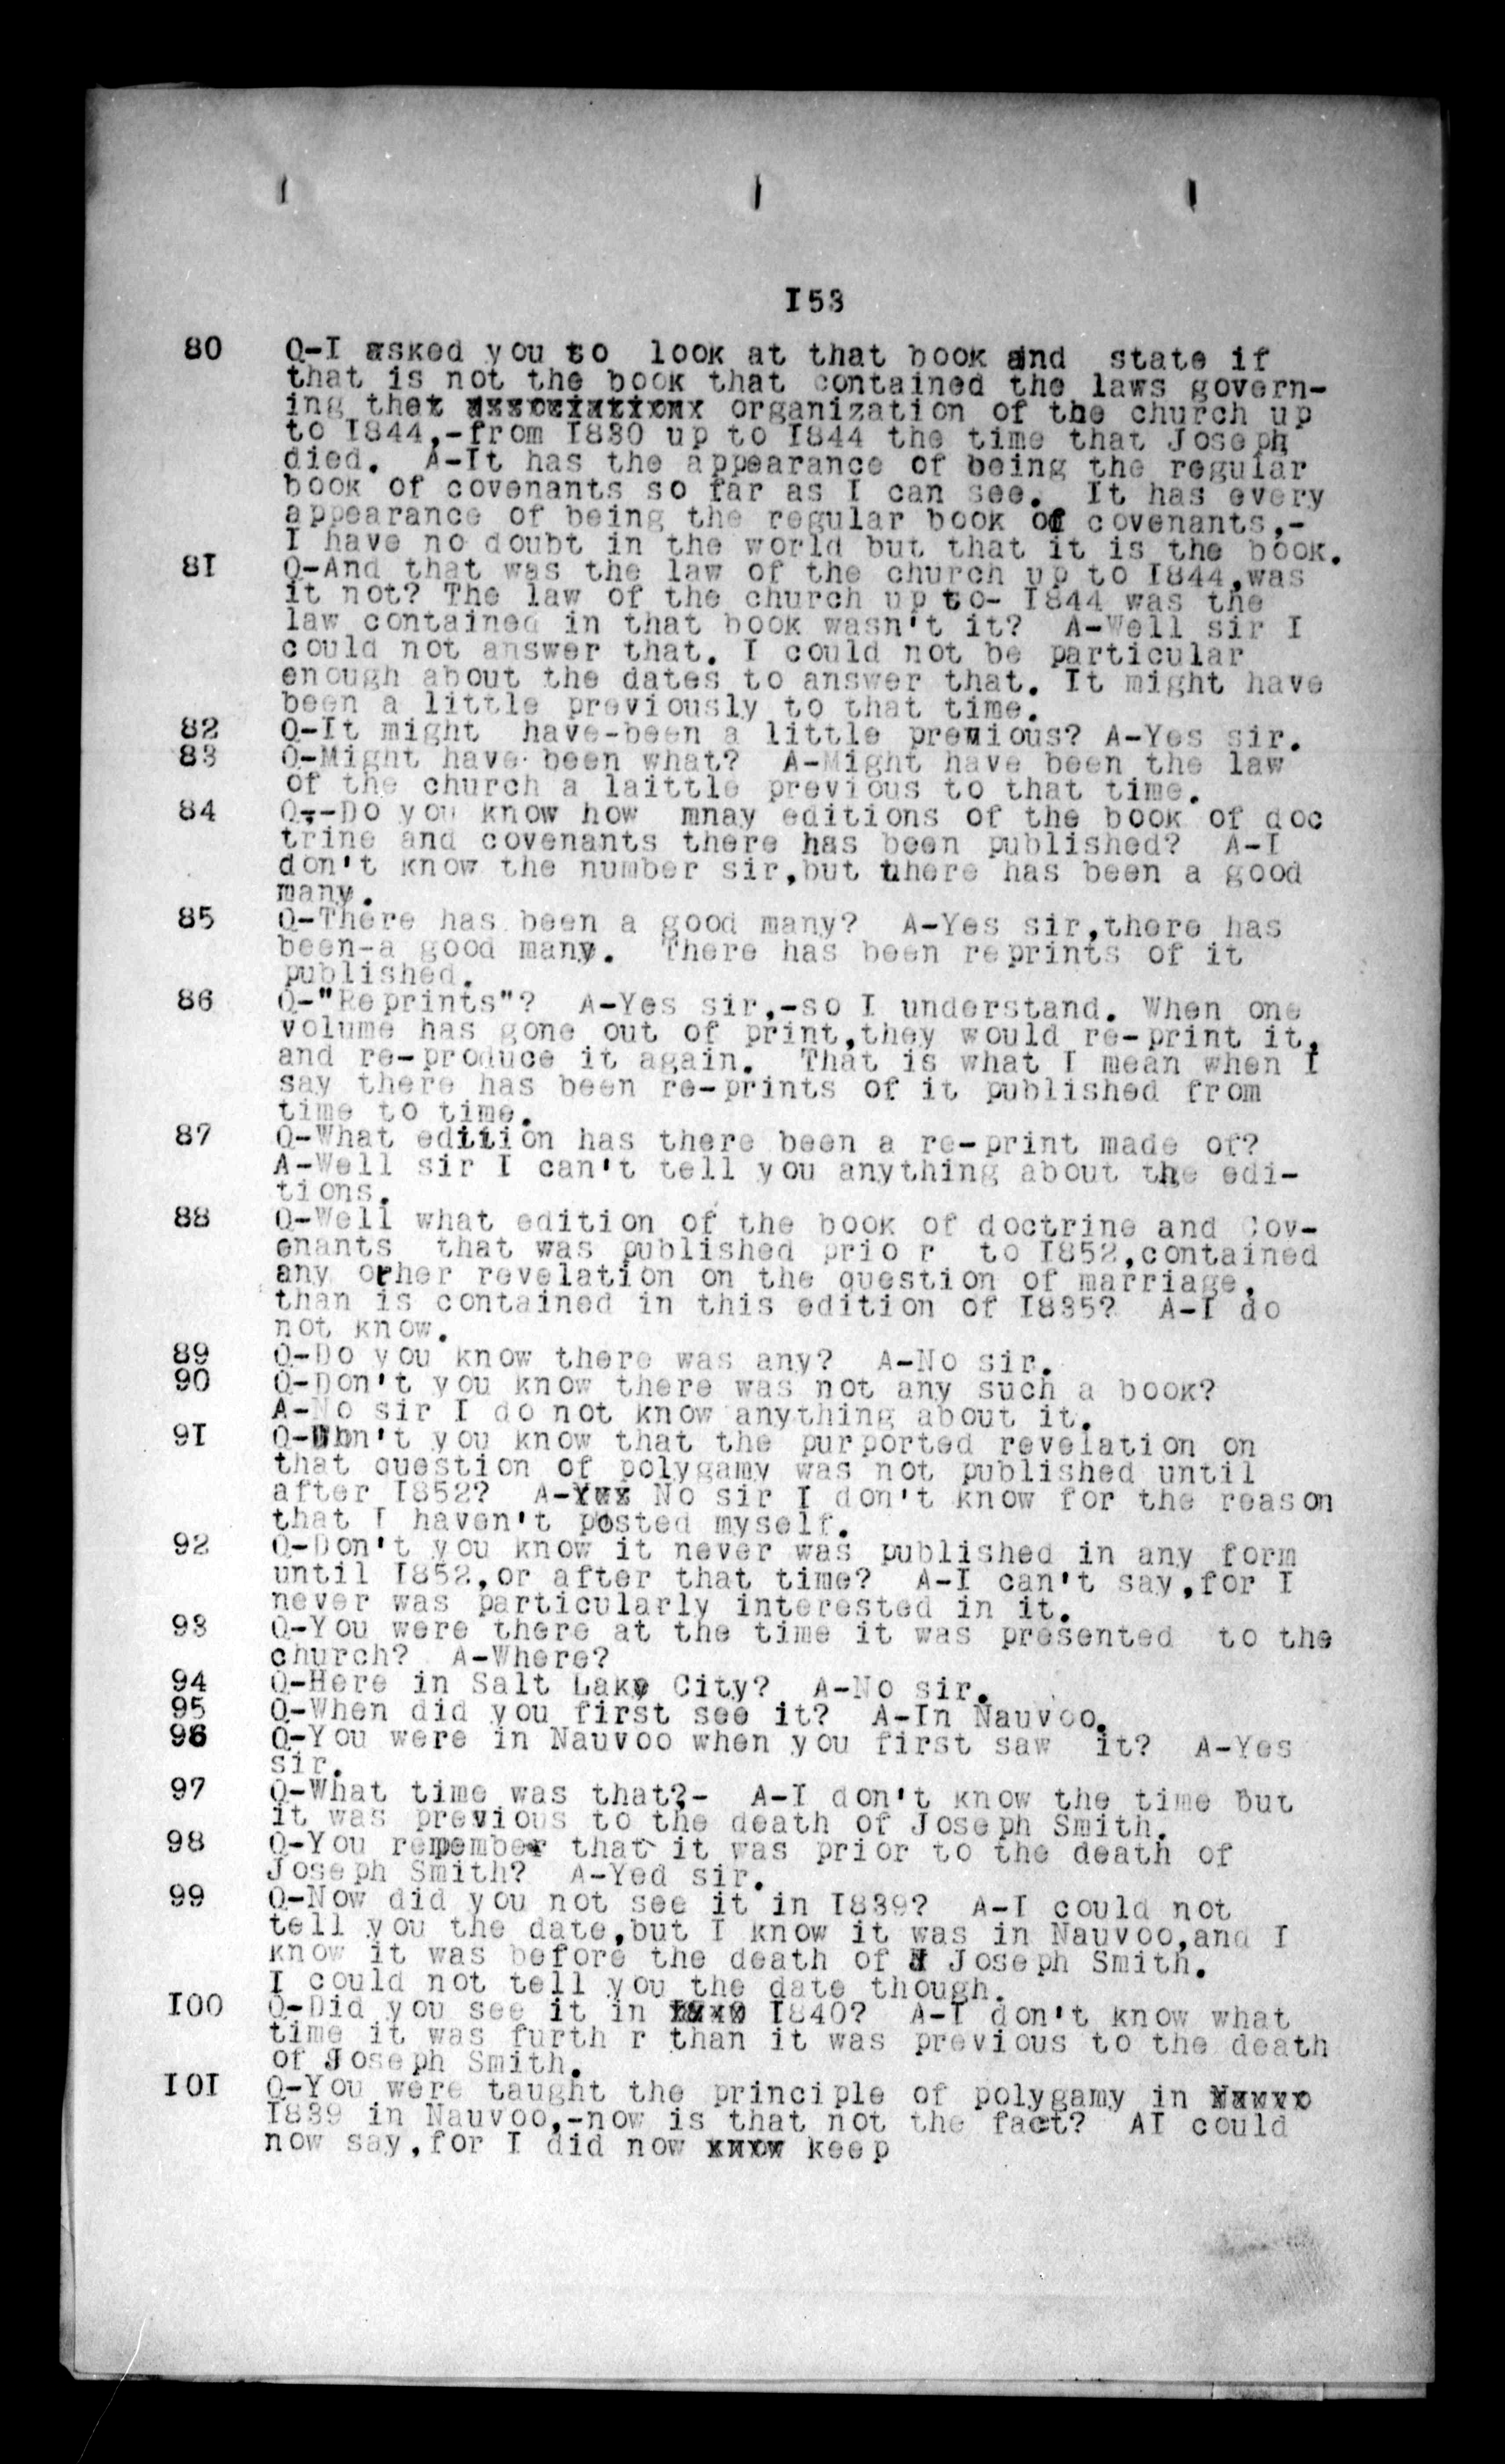 I53
80 Q-I asked you to look at that book and state if
that is not the book that contained the laws govern-
ing thet organization of the church up
to I844,-from I830 up to I844 the time that Joseph
died. A-It has the appearance of being the regular
book of covenants so far as I can see. It has every
appearance of being the regular book of covenants,-
I have no doubt in the world but that it is the book.
8I Q-And that was the law of the church up to I844,was
it not? The law of the church up to- I844 was the
law contained in that book wasn't it? A-Well sir I
could not answer that. I could not be particular
enough about the dates to answer that. It might have
been a little previously to that time.
82 Q-It might have-been a little previous? A-Yes sir.
83 Q-Might have been what? A-Might have been the law
of the church a laittle previous to that time.
84 Q,--Do you know how mnay editions of the book of doc
trine and covenants there has been published? A-I
don't know the number sir,but there has been a good
many.
85 Q-There has been a good many? A-Yes sir,there has
been-a good many. There has been reprints of it
published.
86 Q-"Reprints"? A-Yes sir,-so I understand. When one
volume has gone out of print,they would re-print it,
and re-produce it again. That is what I mean when I
say there has been re-prints of it published from
time to time.
87 Q-What edition has there been a re-print made of?
A-Well sir I can't tell you anything about the edi-
tions.
88 Q-Well what edition of the book of doctrine and Cov-
enants that was published prio r to I852,contained
any other revelation on the question of marriage,
than is contained in this edition of I835? A-I do
not know.
89 Q-Do you know there was any? A-No sir.
90 Q-Don't you know there was not any such a book?
A-No sir I do not know anything about it.
9I Q-Don't you know that the purported revelation on
that question of polygamy was not published until
after I852? A-Yxx No sir I don't know for the reason
that I haven't posted myself.
92 Q-Don't you know it never was published in any form
until I852,or after that time? A-I can't say,for I
never was particularly interested in it.
93 Q-You were there at the time it was presented to the
church? A-Where?
94 Q-Here in Salt Lake City? A-No sir.
95 Q-When did you first see it? A-In Nauvoo.
96 Q-You were in Nauvoo when you first saw it? A-Yes
sir.
97 Q-What time was that?- A-I don't know the time but
it was previous to the death of Joseph Smith.
98 Q-You remember that it was prior to the death of
Joseph Smith? A-Yed sir.
99 Q-Now did you not see it in I839? A-I could not
tell you the date,but I know it was in Nauvoo,and I
know it was before the death of J Joseph Smith.
I could not tell you the date though.
I00 Q-Did you see it in I840? A-I don't know what
time it was furth r than it was previous to the death
of Joseph Smith.
I0I Q-You were taught the principle of polygamy in
I839 in Nauvoo,-now is that not the fact? AI could
now say,for I did now keep